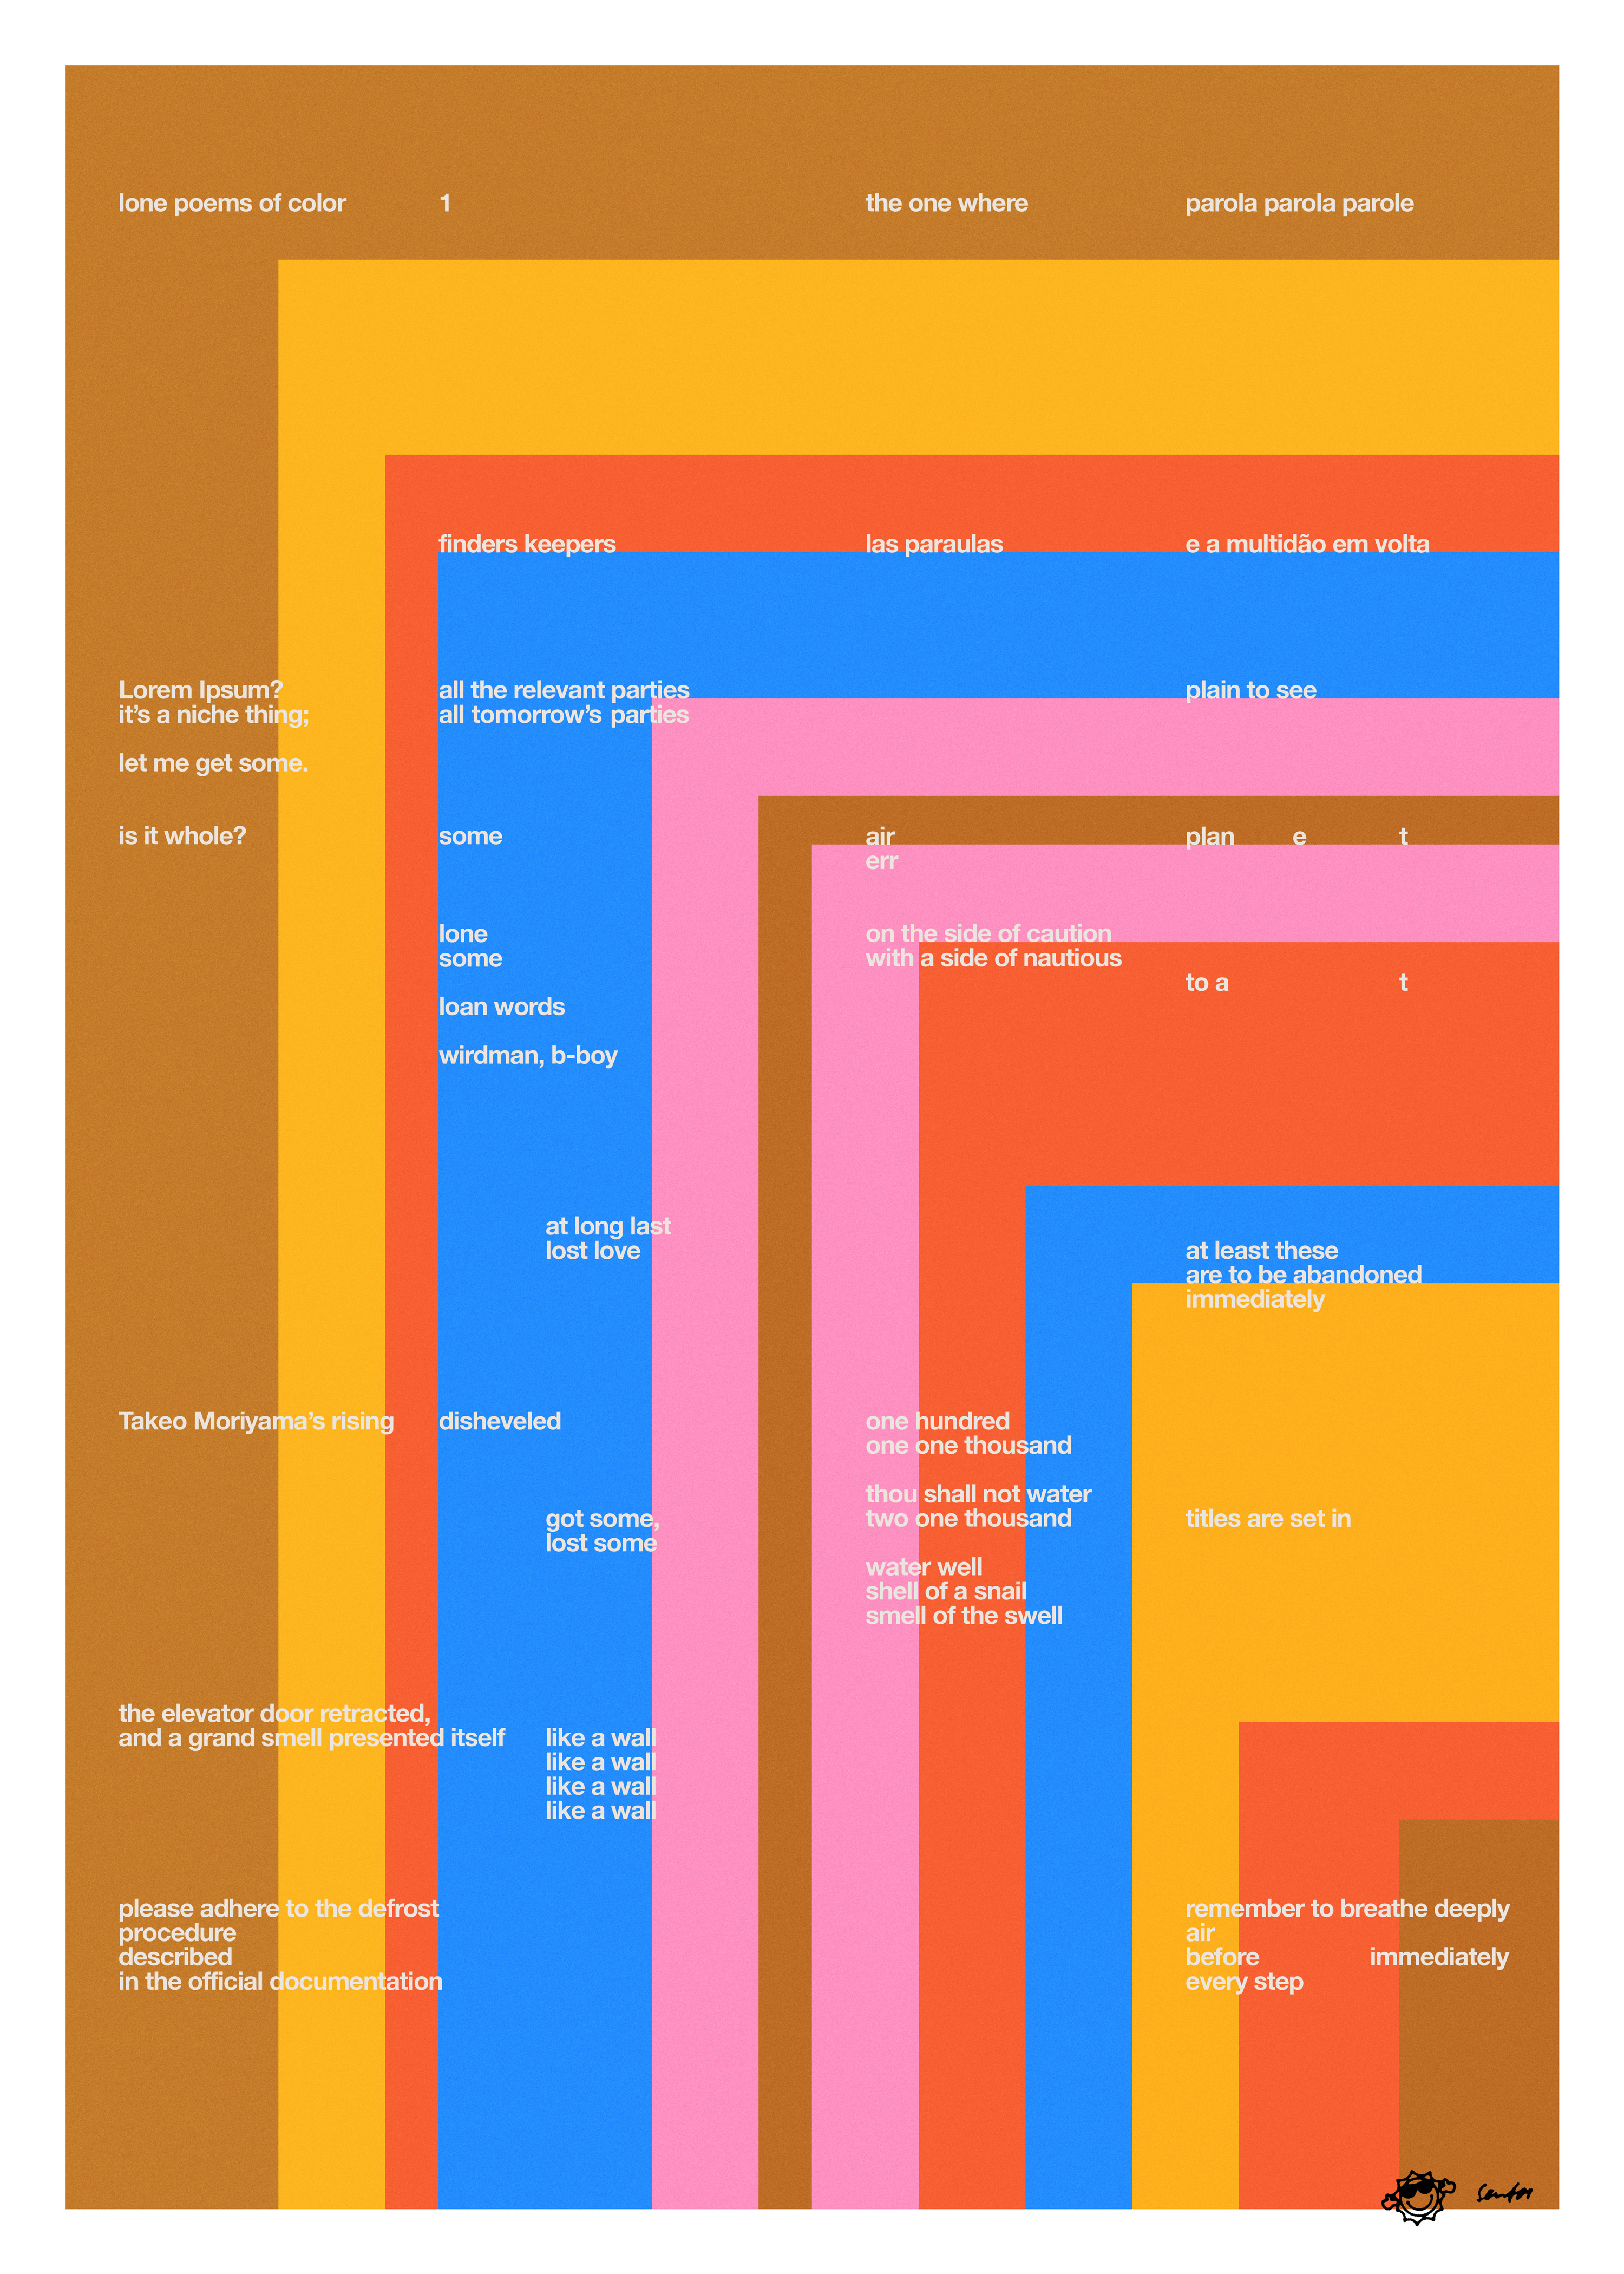 lone poems of color 1 the one where parola parola parole
finders keepers las paraulas e a multidão em volta
Lorem Ipsum? all the relevant parties plain to see
it’s a niche thing; all tomorrow’s parties
let me get some.
is it whole? some air plan e t
err
lone on the side of caution
some with a side of nautious
to a t
loan words
wirdman, b-boy
at long last
lost love at least these
are to be abandoned
immediately
Takeo Moriyama’s rising disheveled one hundred
one one thousand
thou shall not water
got some, two one thousand titles are set in
lost some
water well
shell of a snail
smell of the swell
the elevator door retracted,
and a grand smell presented itself like a wall
like a wall
like a wall
like a wall
please adhere to the defrost remember to breathe deeply
procedure air
described before immediately
in the official documentation every step
santos